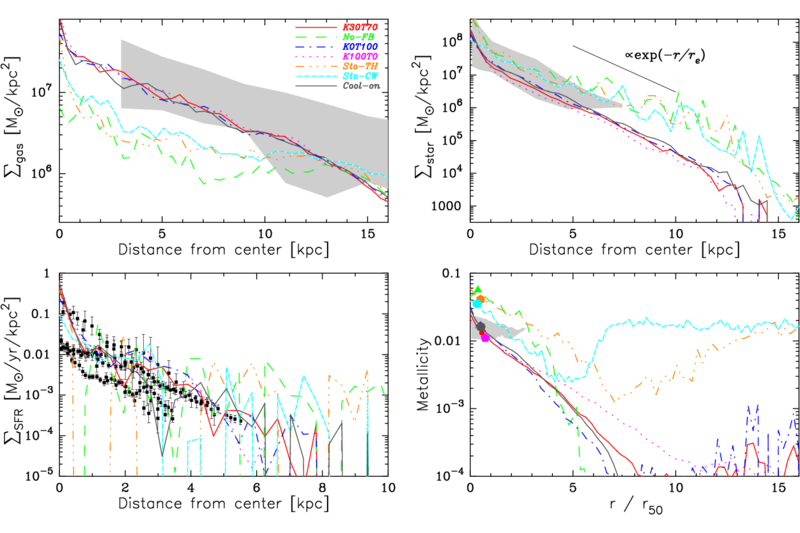 K30T70
No-FB
K0T100
K100T0
Sto-TH
Sto-CW
Cool-on
10⁷
10⁶
Σgas [M⊙/kpc²]
0 5 10 15
Distance from center [kpc]
∝exp(−r/re)
10⁸
10⁷
10⁶
10⁵
10⁴
1000
Σstar [M⊙/kpc²]
0 5 10 15
Distance from center [kpc]
1
0.1
0.01
10⁻³
10⁻⁴
10⁻⁵
ΣSFR [M⊙/yr/kpc²]
0 2 4 6 8 10
Distance from center [kpc]
0.1
0.01
10⁻³
10⁻⁴
Metallicity
0 5 10 15
r / r50